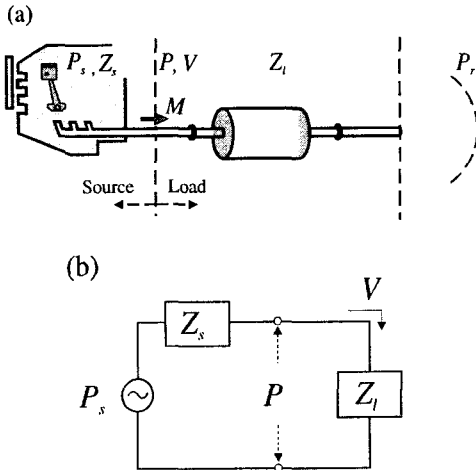 (a)
P_s, Z_s P, V Z_l P_r
M
Source Load
(b)
Z_s V
P_s P Z_l